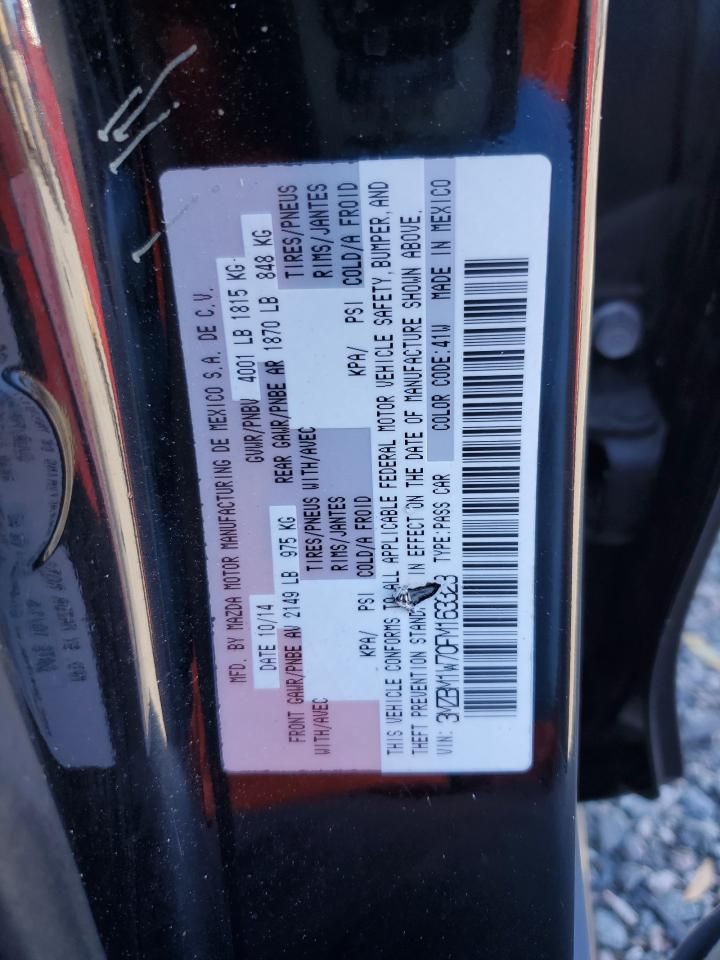 MFD. BY MAZDA MOTOR MANUFACTURING DE MEXICO S.A. DE C.V.
DATE 10/14 GVWR/PNBV 4001 LB 1815 KG
FRONT GAWR/PNBE AV 2149 LB 975 KG REAR GAWR/PNBE AR 1870 LB 848 KG
WITH/AVEC TIRES/PNEUS WITH/AVEC TIRES/PNEUS
RIMS/JANTES RIMS/JANTES
KPA/ PSI COLD/A FROID KPA/ PSI COLD/A FROID
THIS VEHICLE CONFORMS TO ALL APPLICABLE FEDERAL MOTOR VEHICLE SAFETY, BUMPER, AND
THEFT PREVENTION STAND IN EFFECT ON THE DATE OF MANUFACTURE SHOWN ABOVE.
VIN: 3MZBM1W70FM163323 TYPE:PASS CAR COLOR CODE:41W MADE IN MEXICO